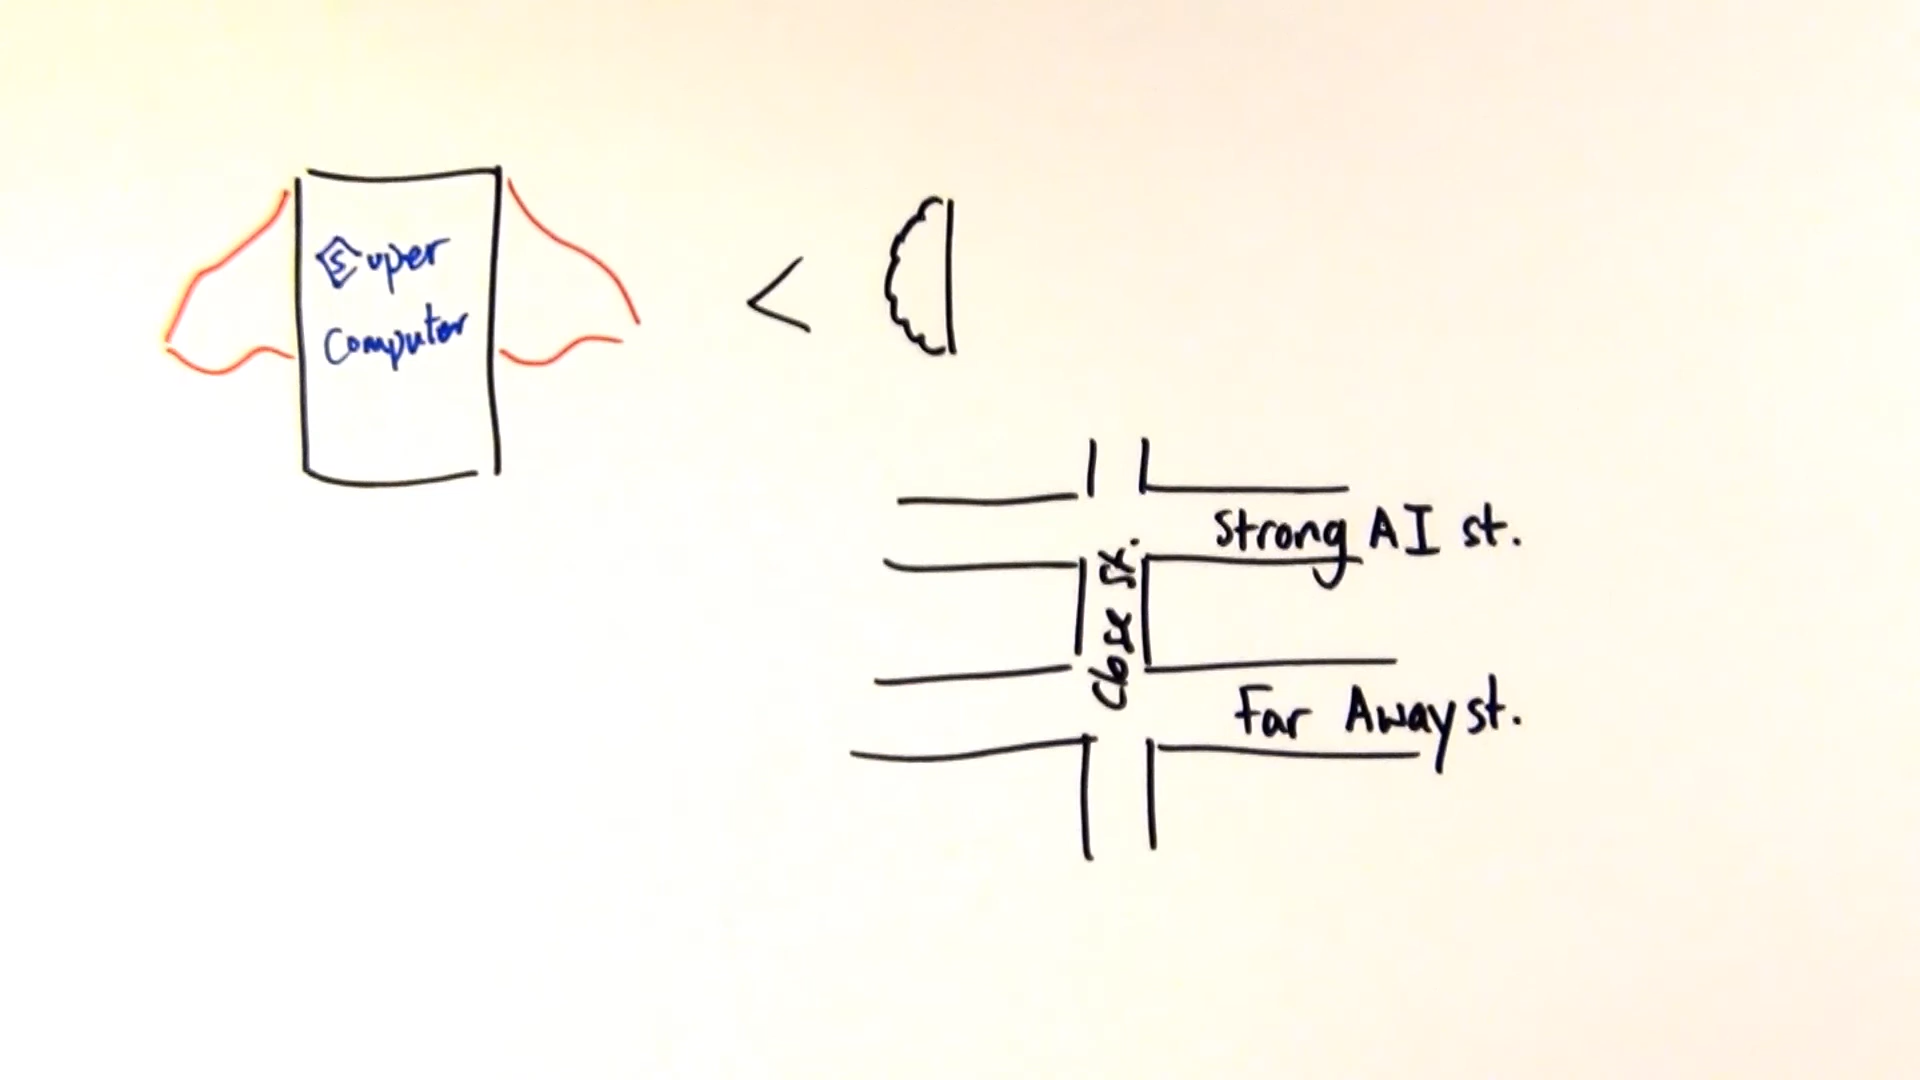 Super
Computer
<
Strong AI st.
Close st.
Far Away st.